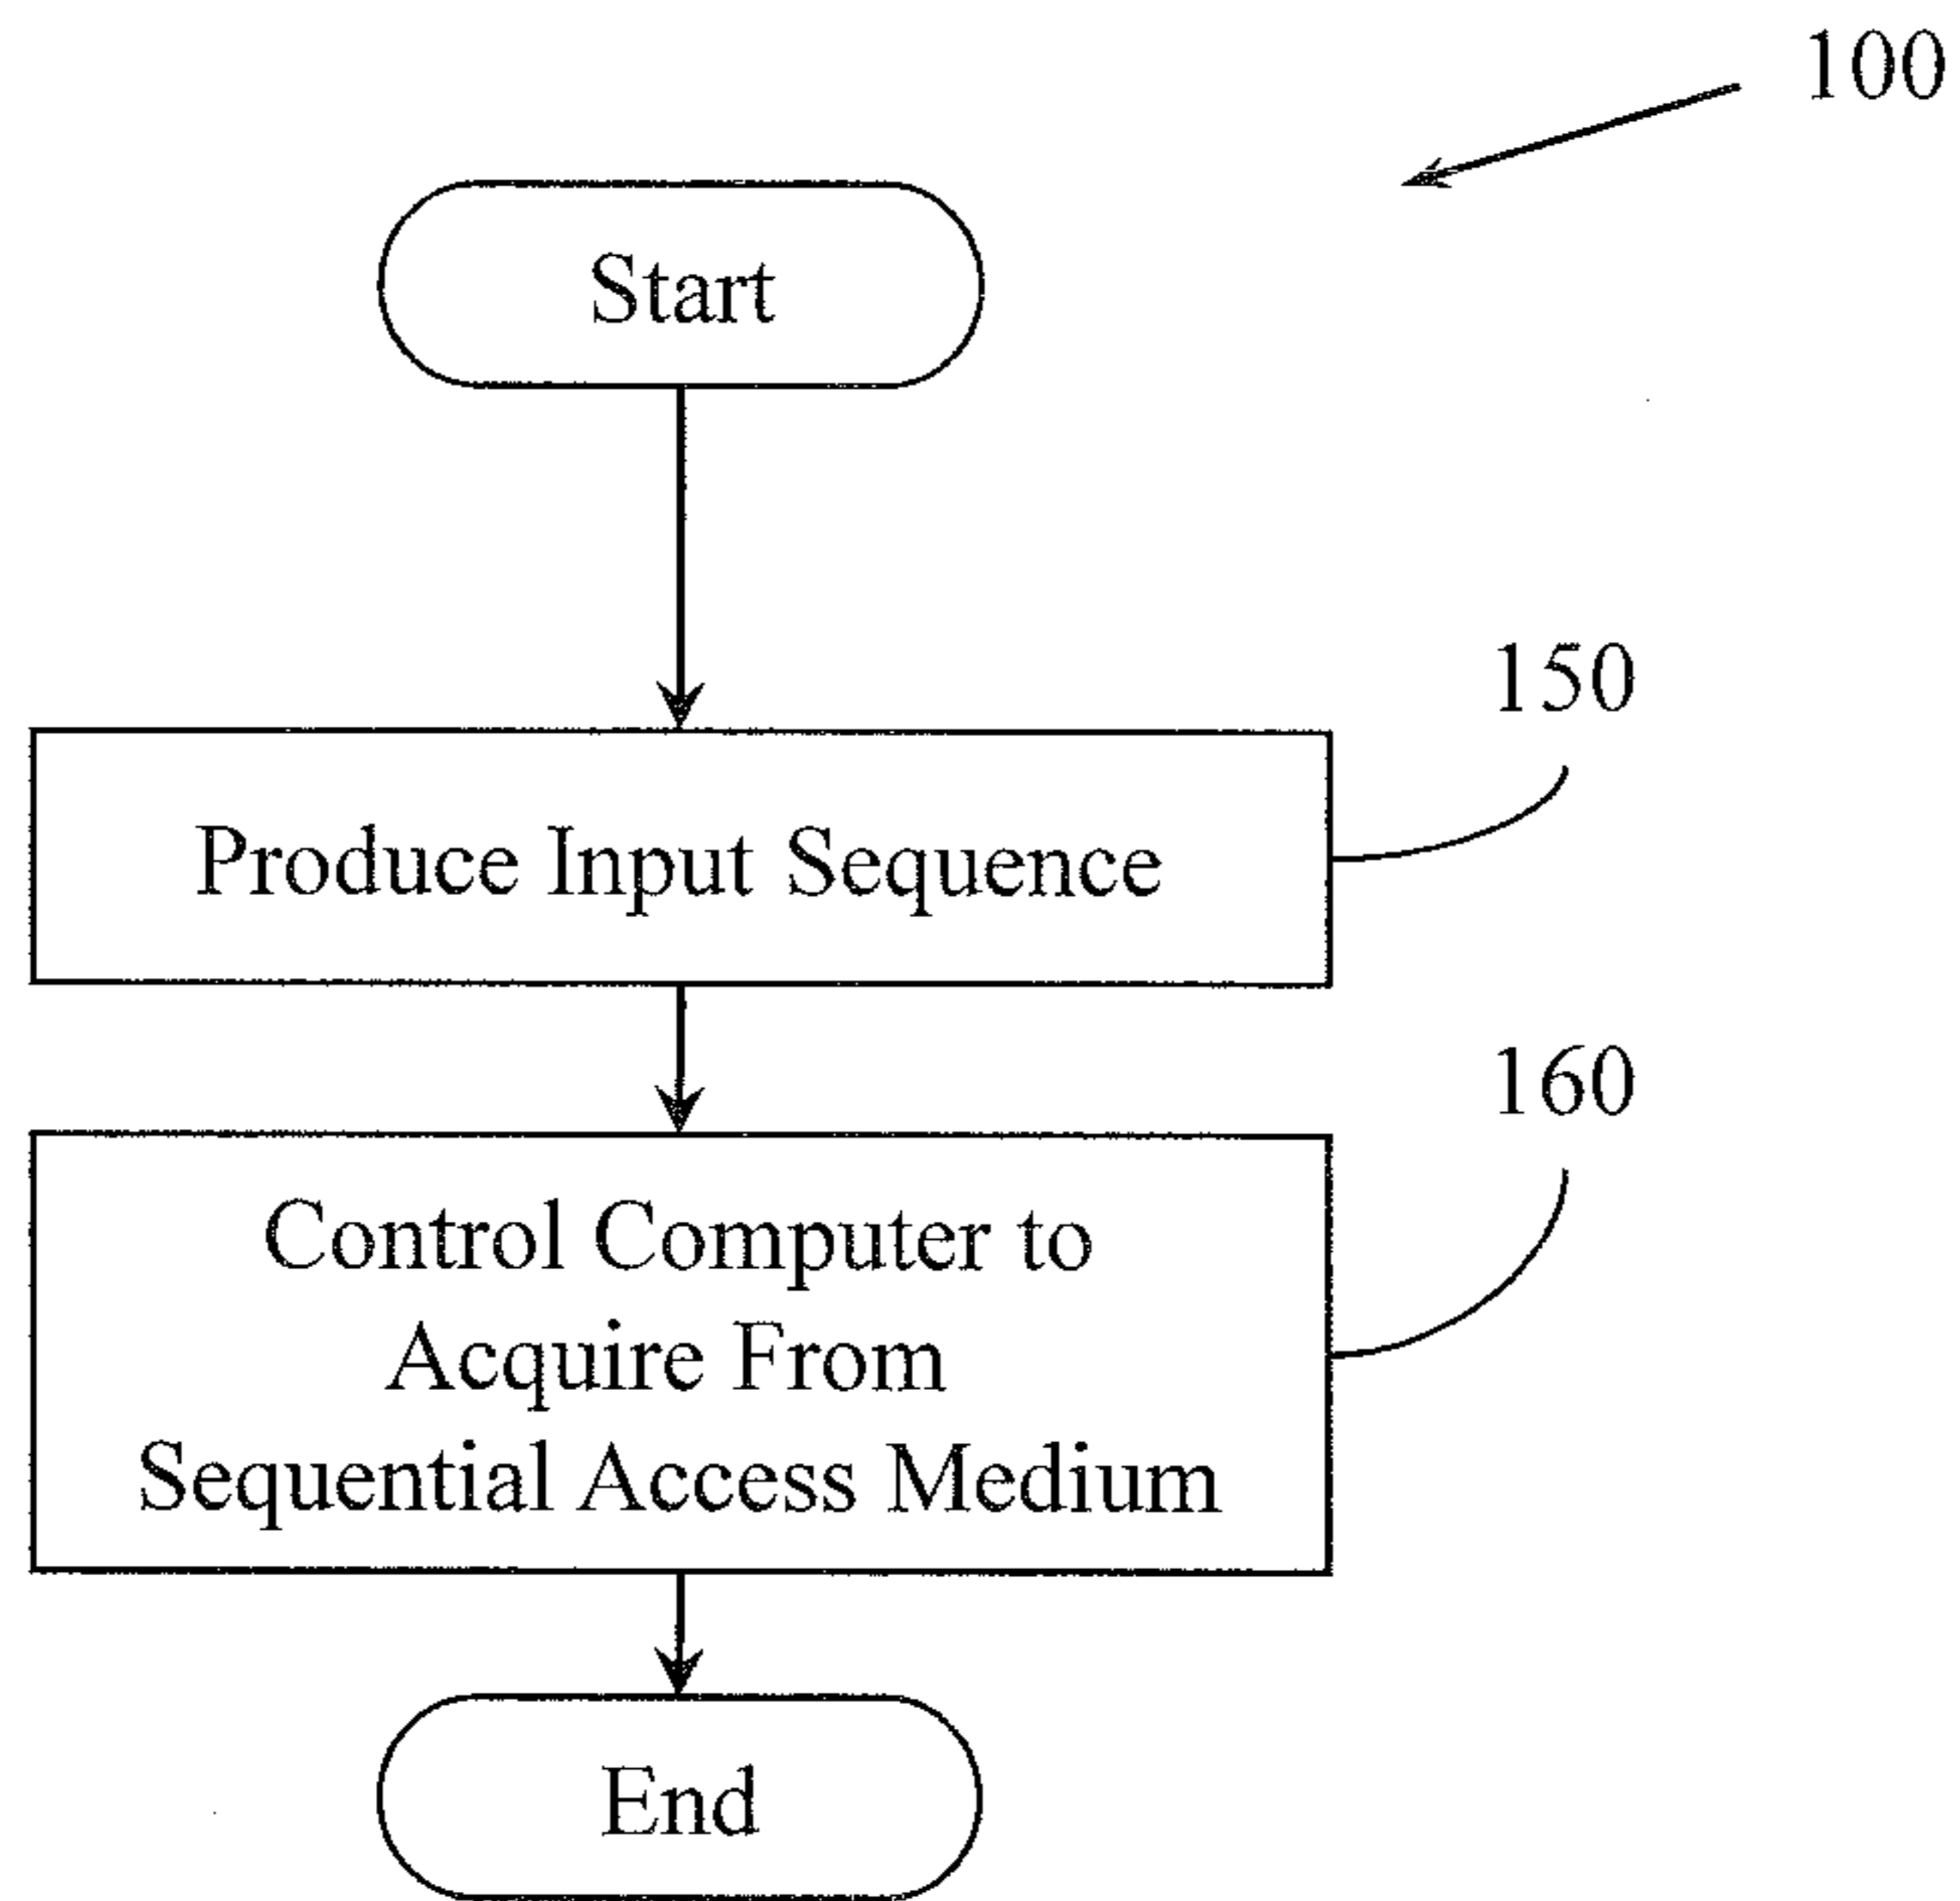 100
Start
150
Produce Input Sequence
160
Control Computer to
Acquire From
Sequential Access Medium
End